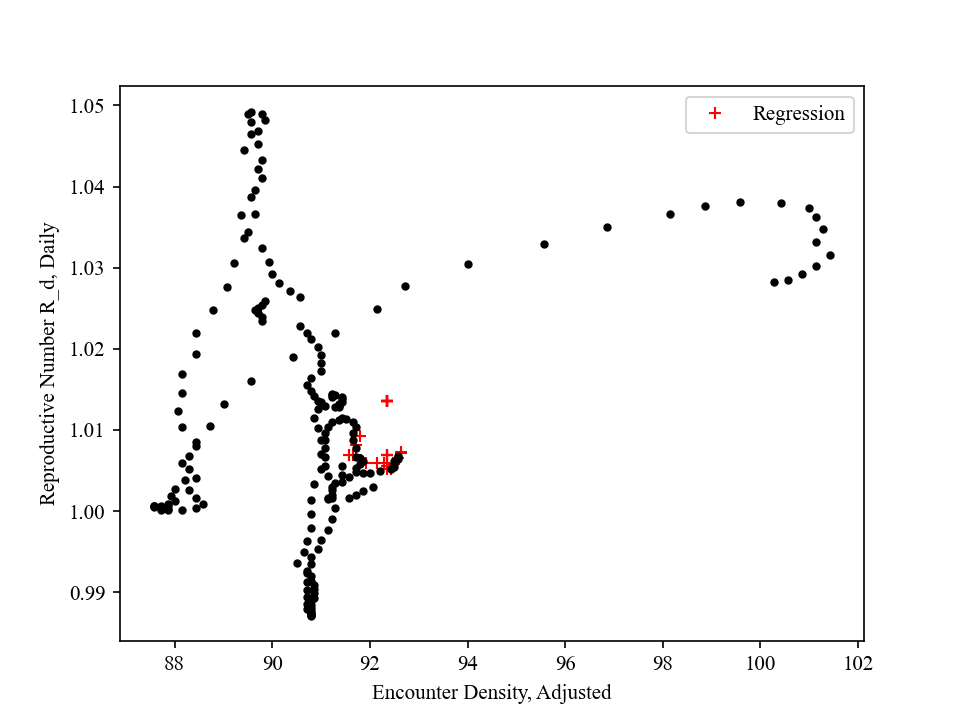 Regression
1.05
1.04
1.03
1.02
1.01
1.00
0.99
Reproductive Number R_d, Daily
88 90 92 94 96 98 100 102
Encounter Density, Adjusted